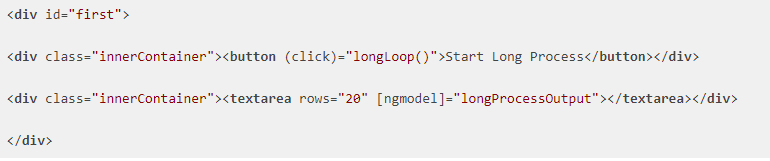 <div id="first">
<div class="innerContainer"><button (click)="longLoop()">Start Long Process</button></div>
<div class="innerContainer"><textarea rows="20" [ngmodel]="longProcessOutput"></textarea></div>
</div>